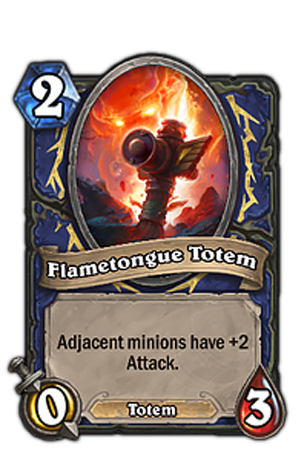 2
Flametongue Totem
Adjacent minions have +2
Attack.
0
Totem
3